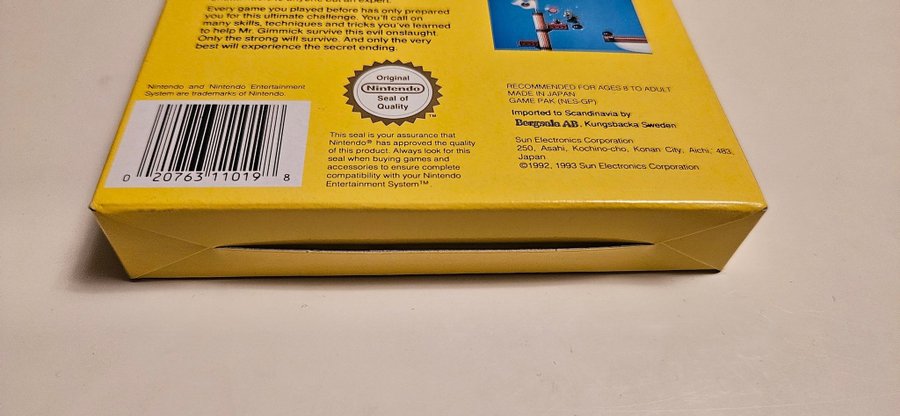 Every game you played before has only prepared
you for this ultimate challenge. You'll call on
many skills, techniques and tricks you've learned
to help Mr. Gimmick survive this evil onslaught.
Only the strong will survive. And only the very
best will experience the secret ending.
Nintendo and Nintendo Entertainment
System are trademarks of Nintendo.
0 20763 11019 8
Original
Nintendo
Seal of
Quality
TM
This seal is your assurance that
Nintendo® has approved the quality
of this product. Always look for this
seal when buying games and
accessories to ensure complete
compatibility with your Nintendo
Entertainment System™
RECOMMENDED FOR AGES 8 TO ADULT
MADE IN JAPAN
GAME PAK (NES-GP)
Imported to Scandinavia by
Bergsala AB, Kungsbacka Sweden
Sun Electronics Corporation
250, Asahi, Kochino-cho, Konan City, Aichi, 483,
Japan
©1992, 1993 Sun Electronics Corporation